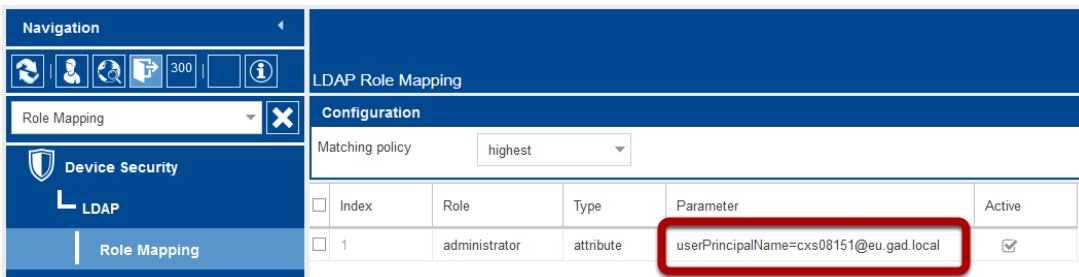 Navigation
300
LDAP Role Mapping
Role Mapping
Configuration
Matching policy
highest
Device Security
LDAP
Role Mapping
Index Role Type Parameter Active
1 administrator attribute userPrincipalName=cxs08151@eu.gad.local